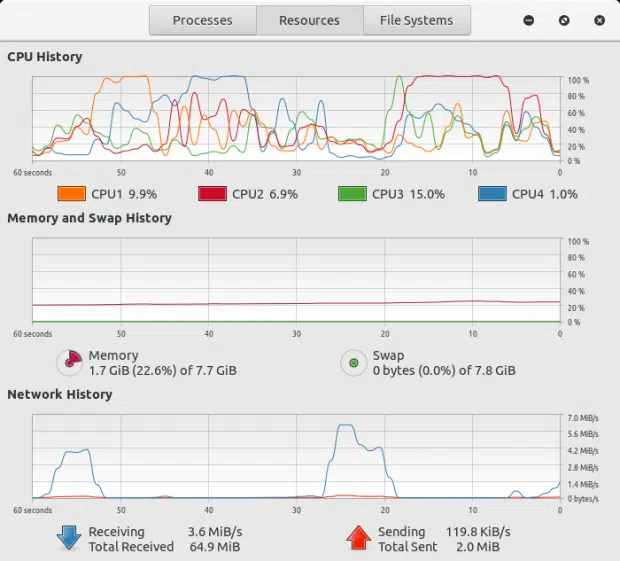 Processes Resources File Systems
CPU History
100 %
80 %
60 %
40 %
20 %
0 %
60 seconds 50 40 30 20 10 0
CPU1 9.9% CPU2 6.9% CPU3 15.0% CPU4 1.0%
Memory and Swap History
100 %
80 %
60 %
40 %
20 %
0 %
60 seconds 50 40 30 20 10 0
Memory Swap
1.7 GiB (22.6%) of 7.7 GiB 0 bytes (0.0%) of 7.8 GiB
Network History
7.0 MiB/s
5.6 MiB/s
4.2 MiB/s
2.8 MiB/s
1.4 MiB/s
0 bytes/s
60 seconds 50 40 30 20 10 0
Receiving 3.6 MiB/s Sending 119.8 KiB/s
Total Received 64.9 MiB Total Sent 2.0 MiB